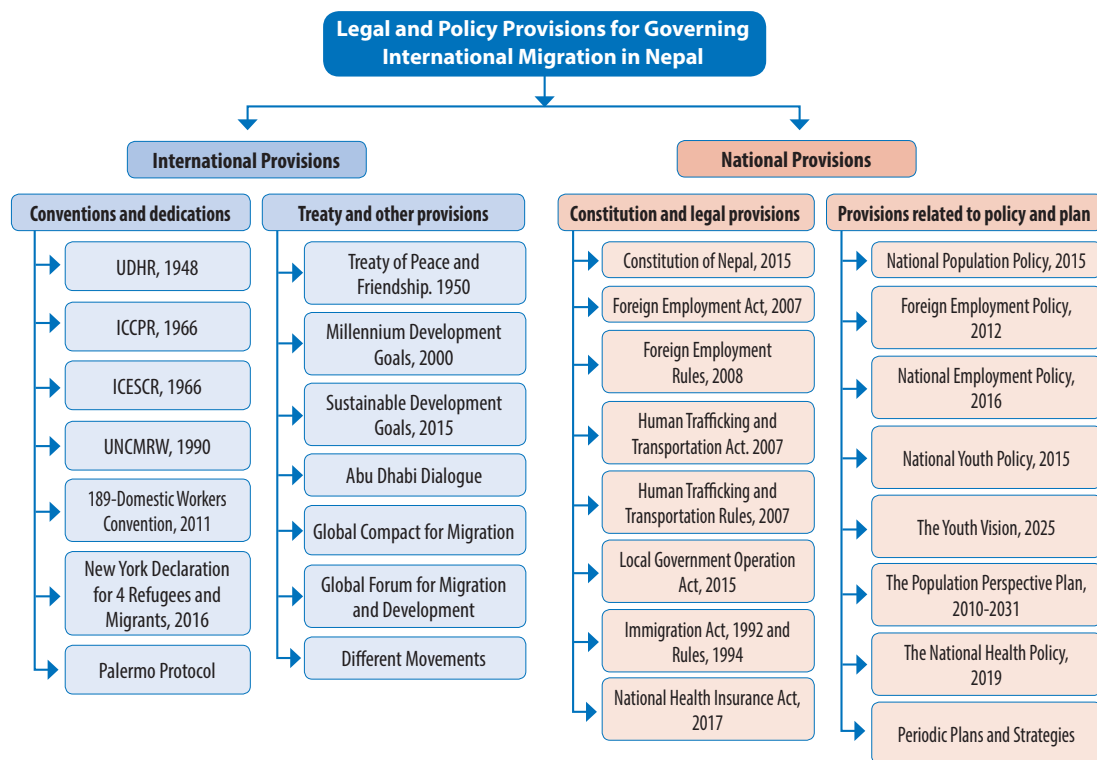 Legal and Policy Provisions for Governing
International Migration in Nepal
International Provisions
National Provisions
Conventions and dedications
UDHR, 1948
ICCPR, 1966
ICESCR, 1966
UNCMRW, 1990
189-Domestic Workers
Convention, 2011
New York Declaration
for 4 Refugees and
Migrants, 2016
Palermo Protocol
Treaty and other provisions
Treaty of Peace and
Friendship. 1950
Millennium Development
Goals, 2000
Sustainable Development
Goals, 2015
Abu Dhabi Dialogue
Global Compact for Migration
Global Forum for Migration
and Development
Different Movements
Constitution and legal provisions
Constitution of Nepal, 2015
Foreign Employment Act, 2007
Foreign Employment
Rules, 2008
Human Trafficking and
Transportation Act. 2007
Human Trafficking and
Transportation Rules, 2007
Local Government Operation
Act, 2015
Immigration Act, 1992 and
Rules, 1994
National Health Insurance Act,
2017
Provisions related to policy and plan
National Population Policy, 2015
Foreign Employment Policy,
2012
National Employment Policy,
2016
National Youth Policy, 2015
The Youth Vision, 2025
The Population Perspective Plan,
2010-2031
The National Health Policy,
2019
Periodic Plans and Strategies